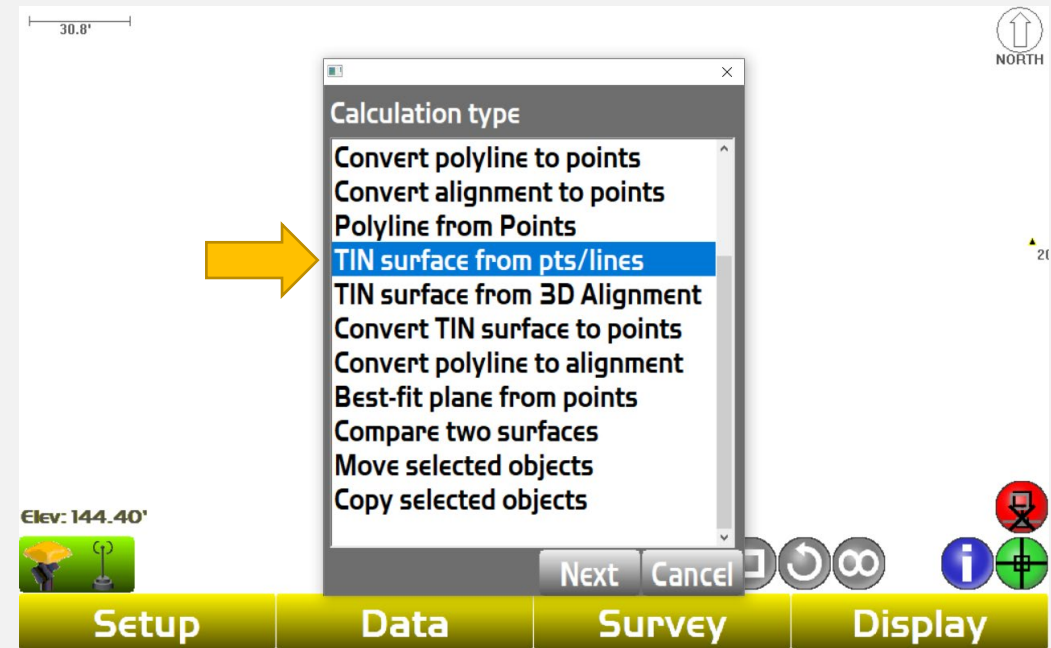 30.8'
NORTH
Calculation type
Convert polyline to points
Convert alignment to points
Polyline from Points
TIN surface from pts/lines
TIN surface from 3D Alignment
Convert TIN surface to points
Convert polyline to alignment
Best-fit plane from points
Compare two surfaces
Move selected objects
Copy selected objects
20
Elev: 144.40'
Next Cancel
Setup Data Survey Display